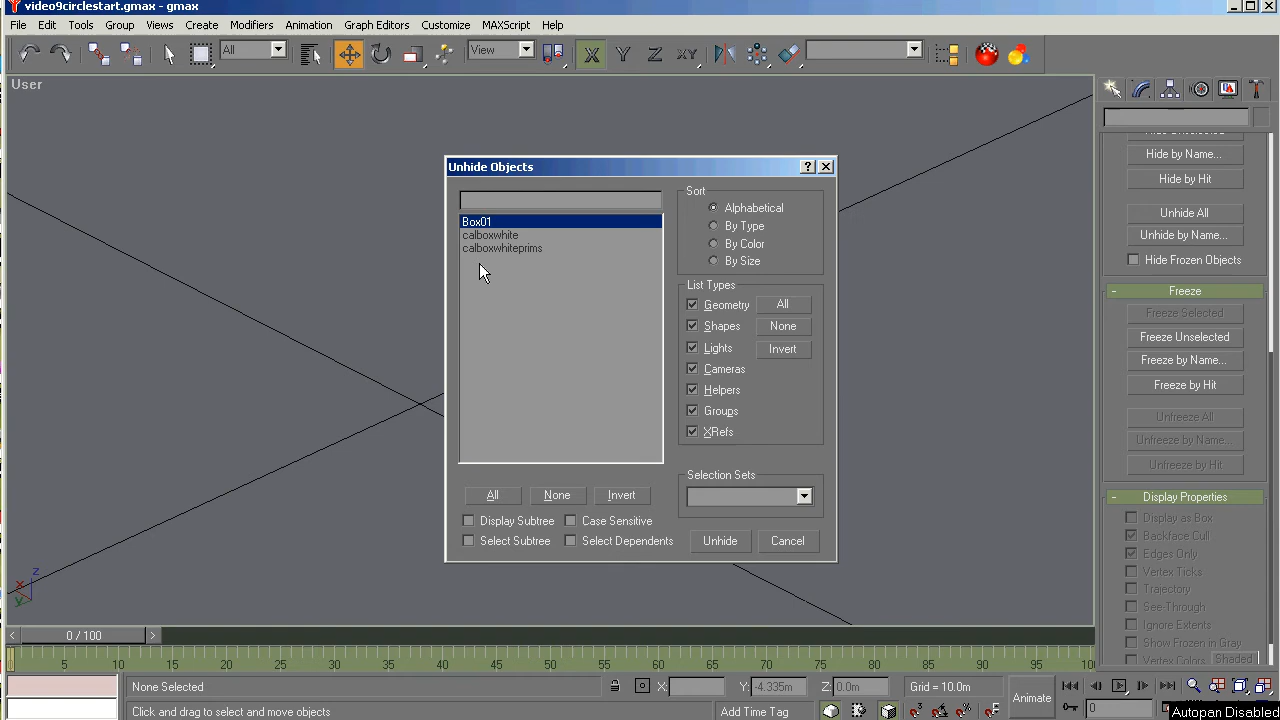 video9circlestart.gmax - gmax
File Edit Tools Group Views Create Modifiers Animation Graph Editors Customize MAXScript Help
All View X Y Z XY
User
Unhide Objects
Box01
calboxwhite
calboxwhiteprims
Sort
Alphabetical
By Type
By Color
By Size
List Types
Geometry All
Shapes None
Lights Invert
Cameras
Helpers
Groups
XRefs
Selection Sets
All None Invert
Display Subtree Case Sensitive
Select Subtree Select Dependents Unhide Cancel
Hide Unselected
Hide by Name...
Hide by Hit
Unhide All
Unhide by Name...
Hide Frozen Objects
- Freeze
Freeze Selected
Freeze Unselected
Freeze by Name...
Freeze by Hit
Unfreeze All
Unfreeze by Name...
Unfreeze by Hit
- Display Properties
Display as Box
Backface Cull
Edges Only
Vertex Ticks
Trajectory
See-Through
Ignore Extents
Show Frozen in Gray
Vertex Colors Shaded
z
x
y
< 0 / 100 >
5 10 15 20 25 30 35 40 45 50 55 60 65 70 75 80 85 90 95 100
None Selected X: Y: -4.335m Z: 0.0m Grid = 10.0m Animate
Click and drag to select and move objects Add Time Tag 0
Autopan Disabled